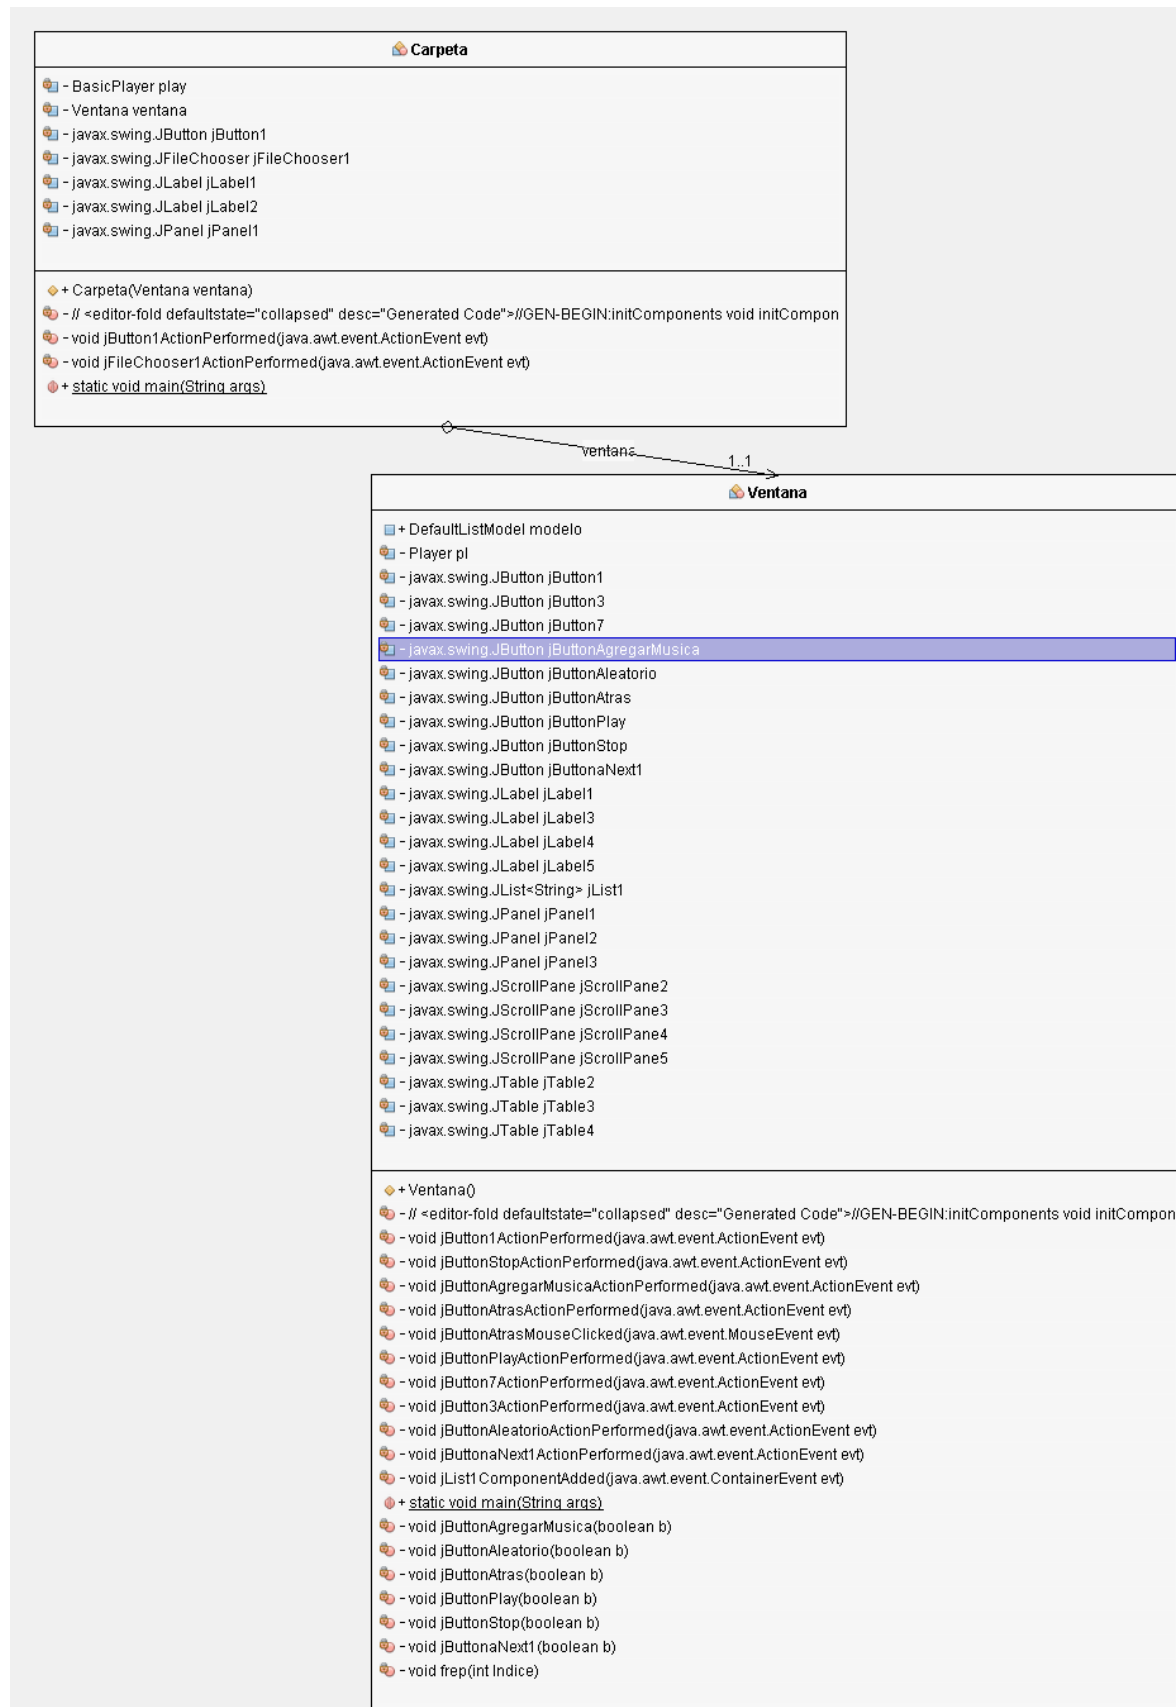 Carpeta
- BasicPlayer play
- Ventana ventana
- javax.swing.JButton jButton1
- javax.swing.JFileChooser jFileChooser1
- javax.swing.JLabel jLabel1
- javax.swing.JLabel jLabel2
- javax.swing.JPanel jPanel1
+ Carpeta(Ventana ventana)
- // <editor-fold defaultstate="collapsed" desc="Generated Code">//GEN-BEGIN:initComponents void initCompon
- void jButton1ActionPerformed(java.awt.event.ActionEvent evt)
- void jFileChooser1ActionPerformed(java.awt.event.ActionEvent evt)
+ static void main(String args)
ventana
1..1
Ventana
+ DefaultListModel modelo
- Player pl
- javax.swing.JButton jButton1
- javax.swing.JButton jButton3
- javax.swing.JButton jButton7
- javax.swing.JButton jButtonAgregarMusica
- javax.swing.JButton jButtonAleatorio
- javax.swing.JButton jButtonAtras
- javax.swing.JButton jButtonPlay
- javax.swing.JButton jButtonStop
- javax.swing.JButton jButtonaNext1
- javax.swing.JLabel jLabel1
- javax.swing.JLabel jLabel3
- javax.swing.JLabel jLabel4
- javax.swing.JLabel jLabel5
- javax.swing.JList<String> jList1
- javax.swing.JPanel jPanel1
- javax.swing.JPanel jPanel2
- javax.swing.JPanel jPanel3
- javax.swing.JScrollPane jScrollPane2
- javax.swing.JScrollPane jScrollPane3
- javax.swing.JScrollPane jScrollPane4
- javax.swing.JScrollPane jScrollPane5
- javax.swing.JTable jTable2
- javax.swing.JTable jTable3
- javax.swing.JTable jTable4
+ Ventana()
- // <editor-fold defaultstate="collapsed" desc="Generated Code">//GEN-BEGIN:initComponents void initCompon
- void jButton1ActionPerformed(java.awt.event.ActionEvent evt)
- void jButtonStopActionPerformed(java.awt.event.ActionEvent evt)
- void jButtonAgregarMusicaActionPerformed(java.awt.event.ActionEvent evt)
- void jButtonAtrasActionPerformed(java.awt.event.ActionEvent evt)
- void jButtonAtrasMouseClicked(java.awt.event.MouseEvent evt)
- void jButtonPlayActionPerformed(java.awt.event.ActionEvent evt)
- void jButton7ActionPerformed(java.awt.event.ActionEvent evt)
- void jButton3ActionPerformed(java.awt.event.ActionEvent evt)
- void jButtonAleatorioActionPerformed(java.awt.event.ActionEvent evt)
- void jButtonaNext1ActionPerformed(java.awt.event.ActionEvent evt)
- void jList1ComponentAdded(java.awt.event.ContainerEvent evt)
+ static void main(String args)
- void jButtonAgregarMusica(boolean b)
- void jButtonAleatorio(boolean b)
- void jButtonAtras(boolean b)
- void jButtonPlay(boolean b)
- void jButtonStop(boolean b)
- void jButtonaNext1(boolean b)
- void frep(int Indice)